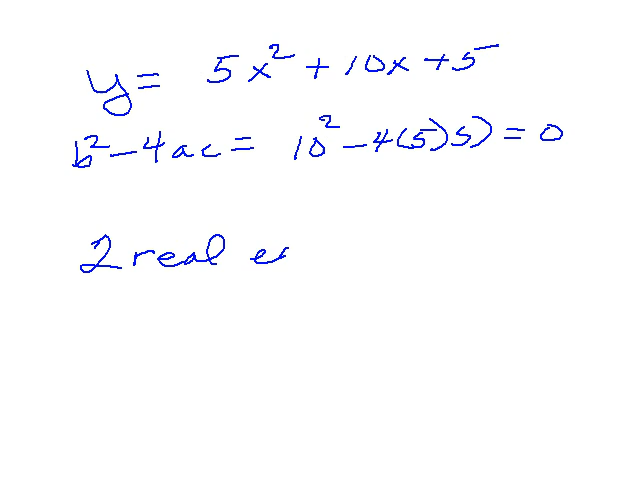 y = 5x² + 10x + 5
b² - 4ac = 10² - 4(5)5) = 0
2 real